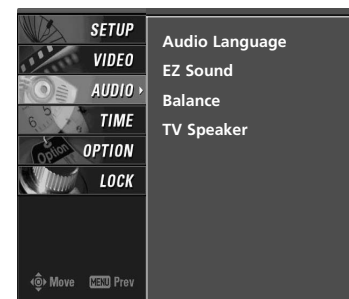 SETUP
VIDEO
AUDIO
TIME
OPTION
LOCK
Move MENU Prev
Audio Language
EZ Sound
Balance
TV Speaker